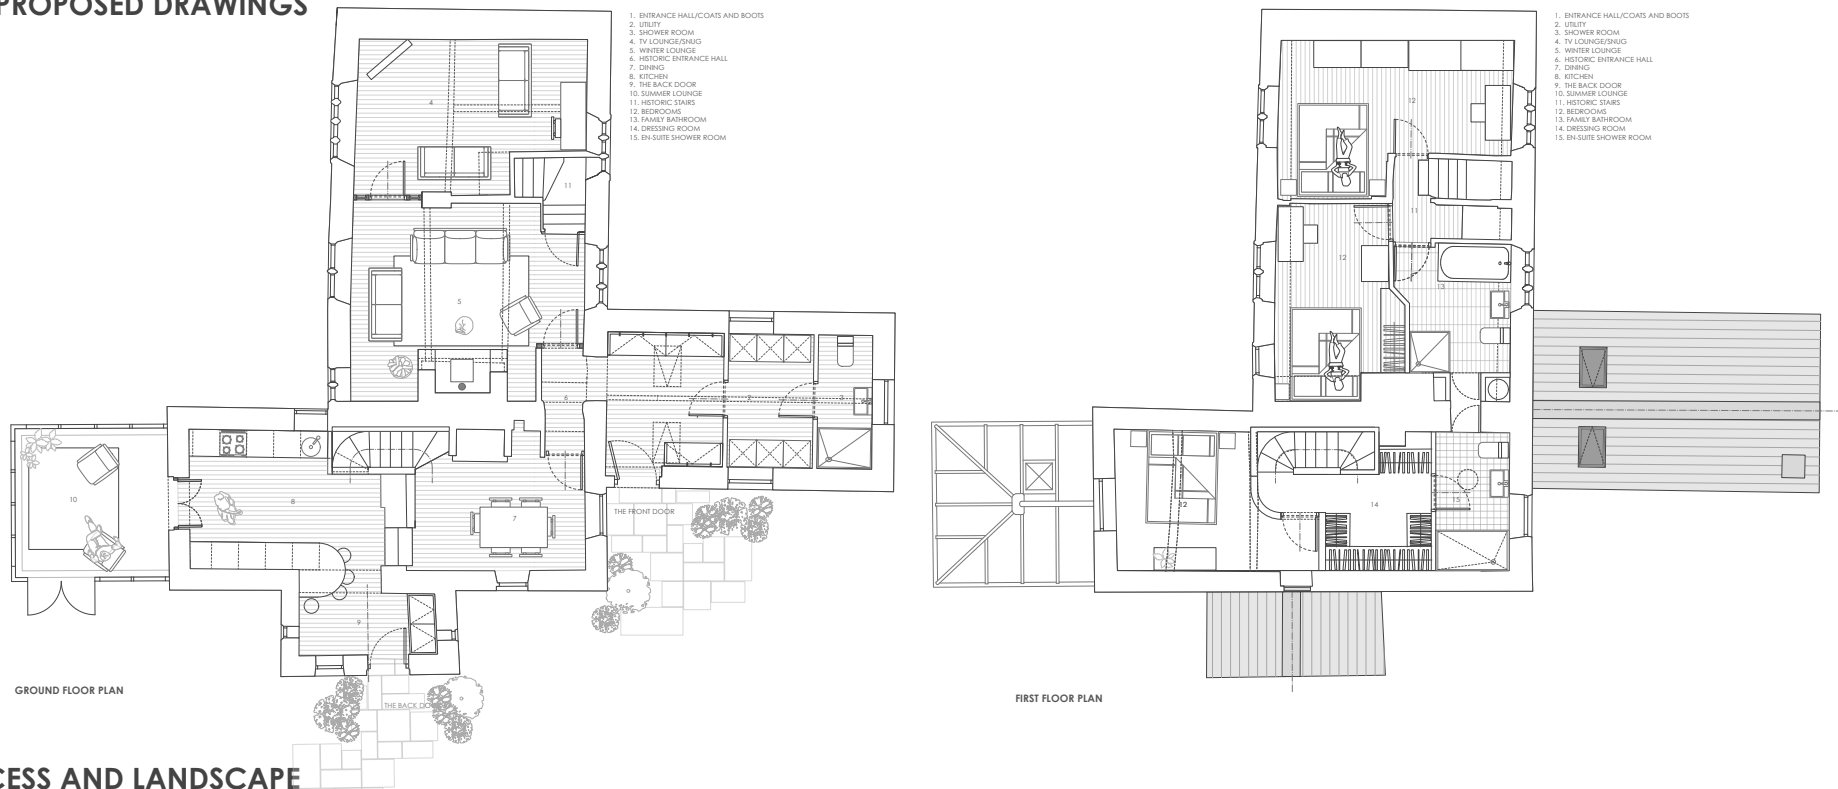 PROPOSED DRAWINGS
1. ENTRANCE HALL/COATS AND BOOTS
2. UTILITY
3. SHOWER ROOM
4. TV LOUNGE/SNUG
5. WINTER LOUNGE
6. HISTORIC ENTRANCE HALL
7. DINING
8. KITCHEN
9. THE BACK DOOR
10. SUMMER LOUNGE
11. HISTORIC STAIRS
12. BEDROOMS
13. FAMILY BATHROOM
14. DRESSING ROOM
15. EN-SUITE SHOWER ROOM
4
11
5
6
2
3
1
10
8
7
9
THE FRONT DOOR
THE BACK DO
GROUND FLOOR PLAN
1. ENTRANCE HALL/COATS AND BOOTS
2. UTILITY
3. SHOWER ROOM
4. TV LOUNGE/SNUG
5. WINTER LOUNGE
6. HISTORIC ENTRANCE HALL
7. DINING
8. KITCHEN
9. THE BACK DOOR
10. SUMMER LOUNGE
11. HISTORIC STAIRS
12. BEDROOMS
13. FAMILY BATHROOM
14. DRESSING ROOM
15. EN-SUITE SHOWER ROOM
12
11
12
13
12
14
15
FIRST FLOOR PLAN
CESS AND LANDSCAPE